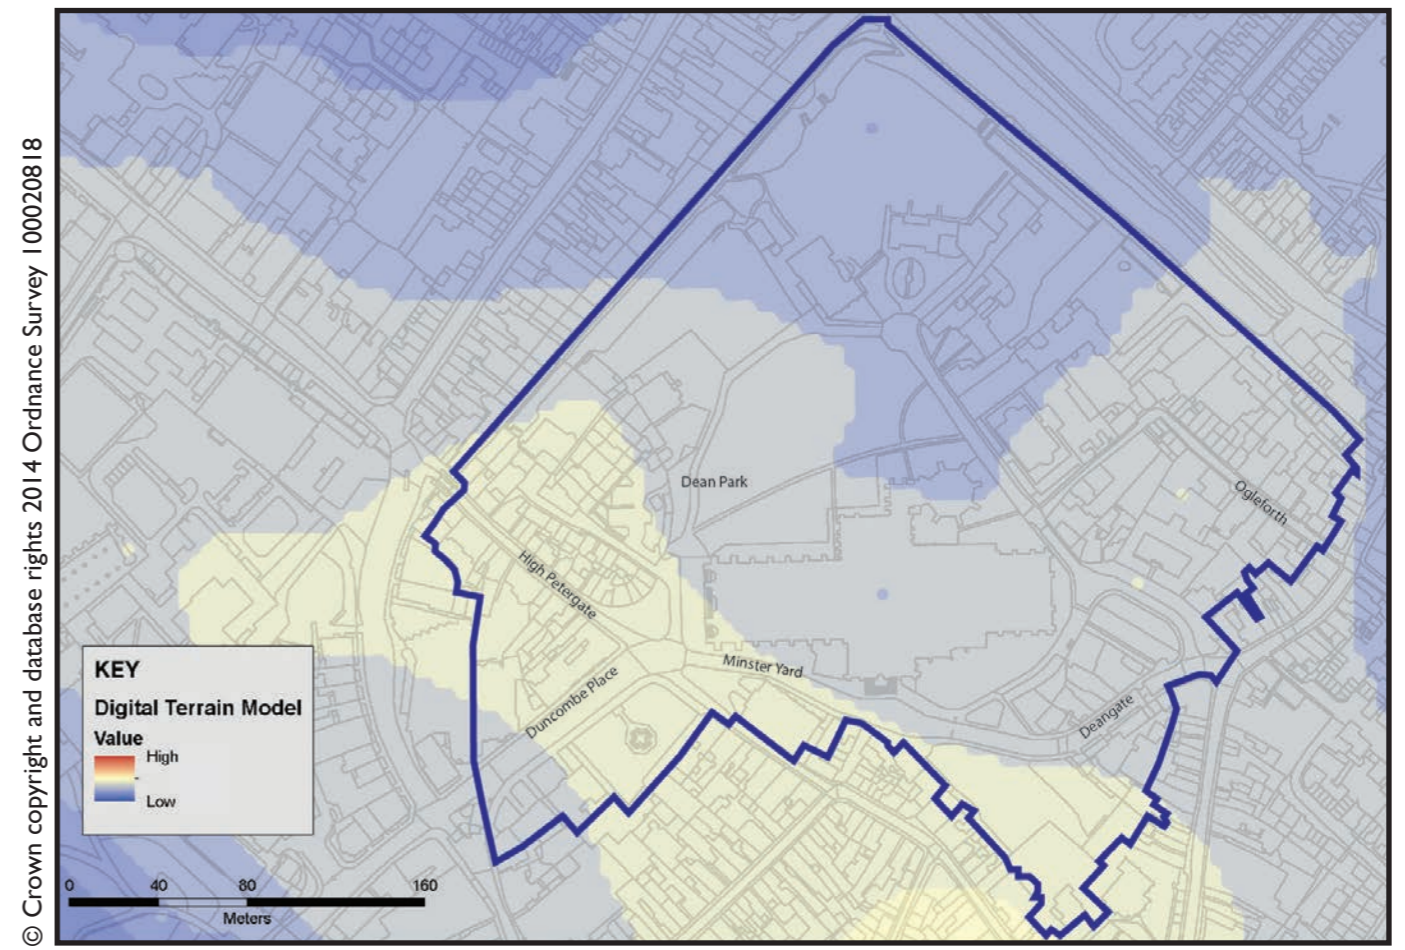 © Crown copyright and database rights 2014 Ordnance Survey 100020818
Dean Park
Ogleforth
High Petergate
Minster Yard
Duncombe Place
Deangate
KEY
Digital Terrain Model
Value
High
Low
0 40 80 160
Meters